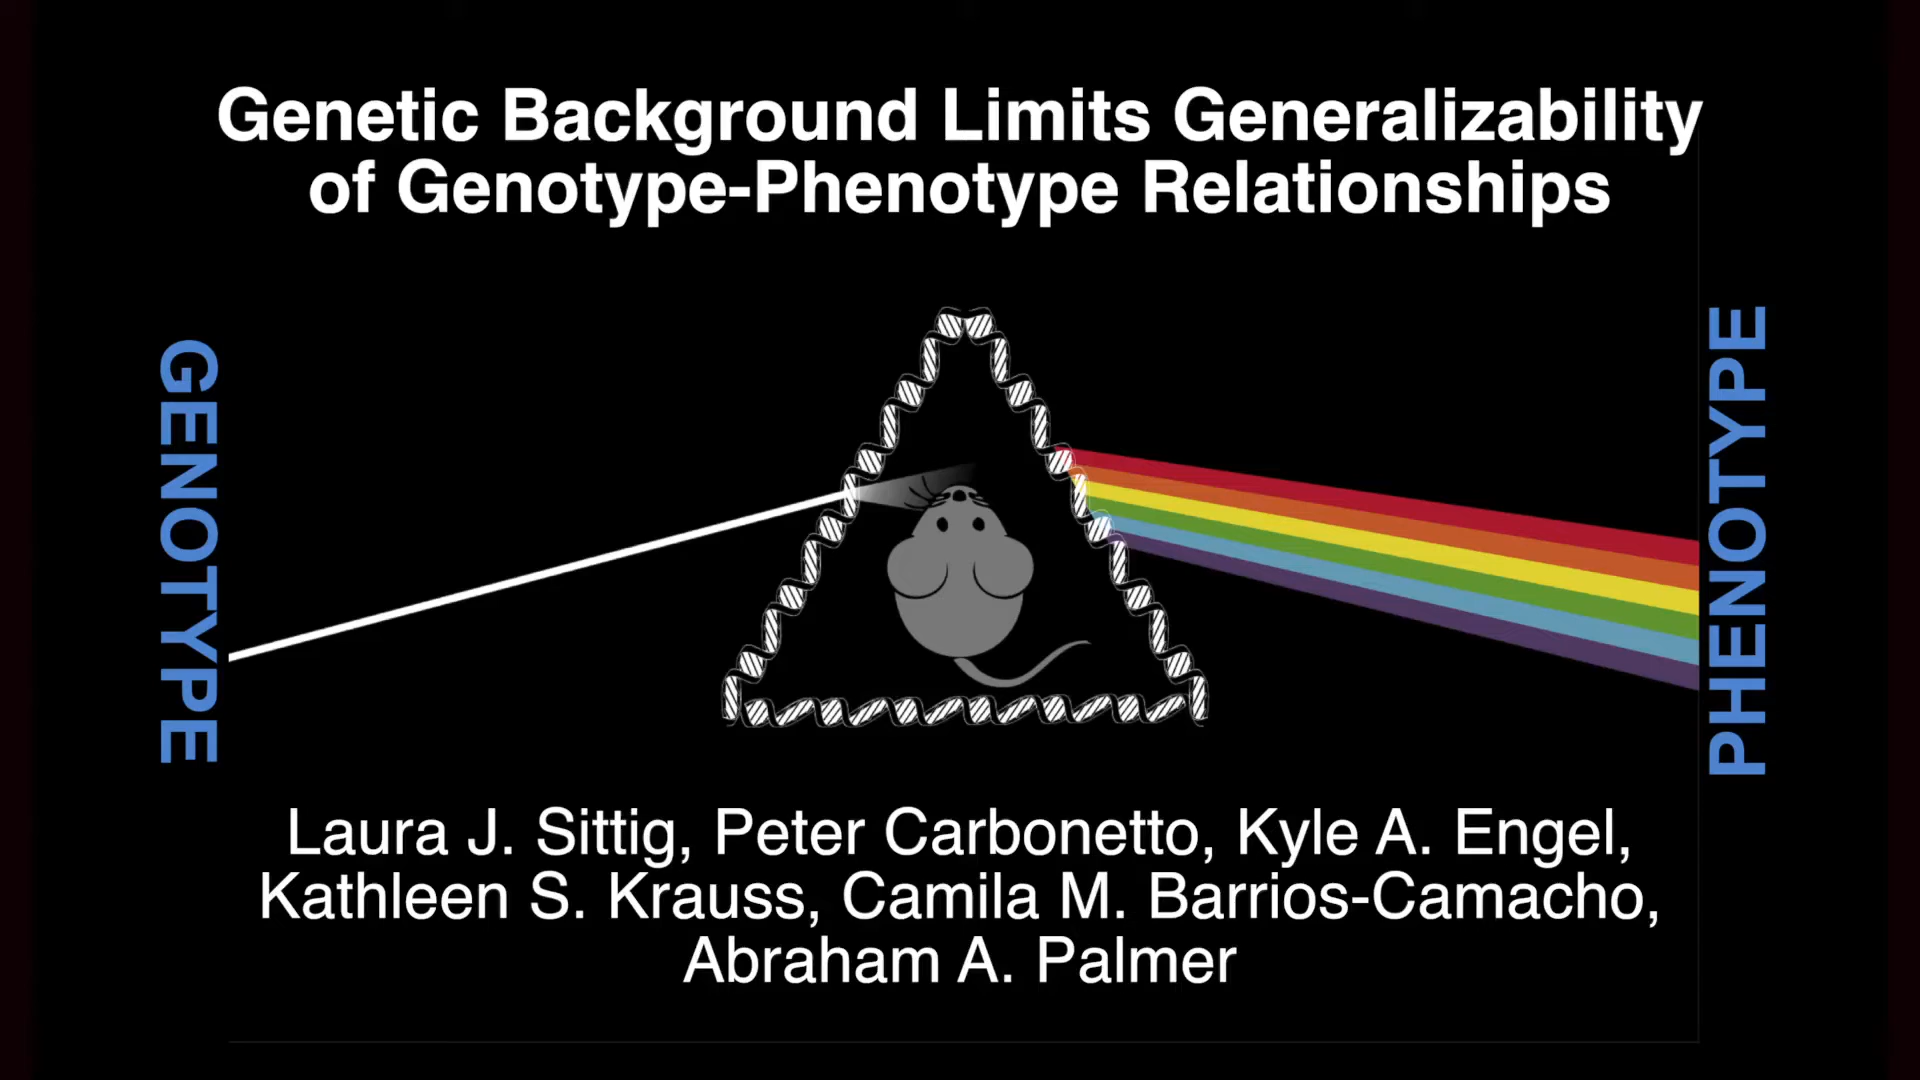 Genetic Background Limits Generalizability
of Genotype-Phenotype Relationships
GENOTYPE
PHENOTYPE
Laura J. Sittig, Peter Carbonetto, Kyle A. Engel,
Kathleen S. Krauss, Camila M. Barrios-Camacho,
Abraham A. Palmer